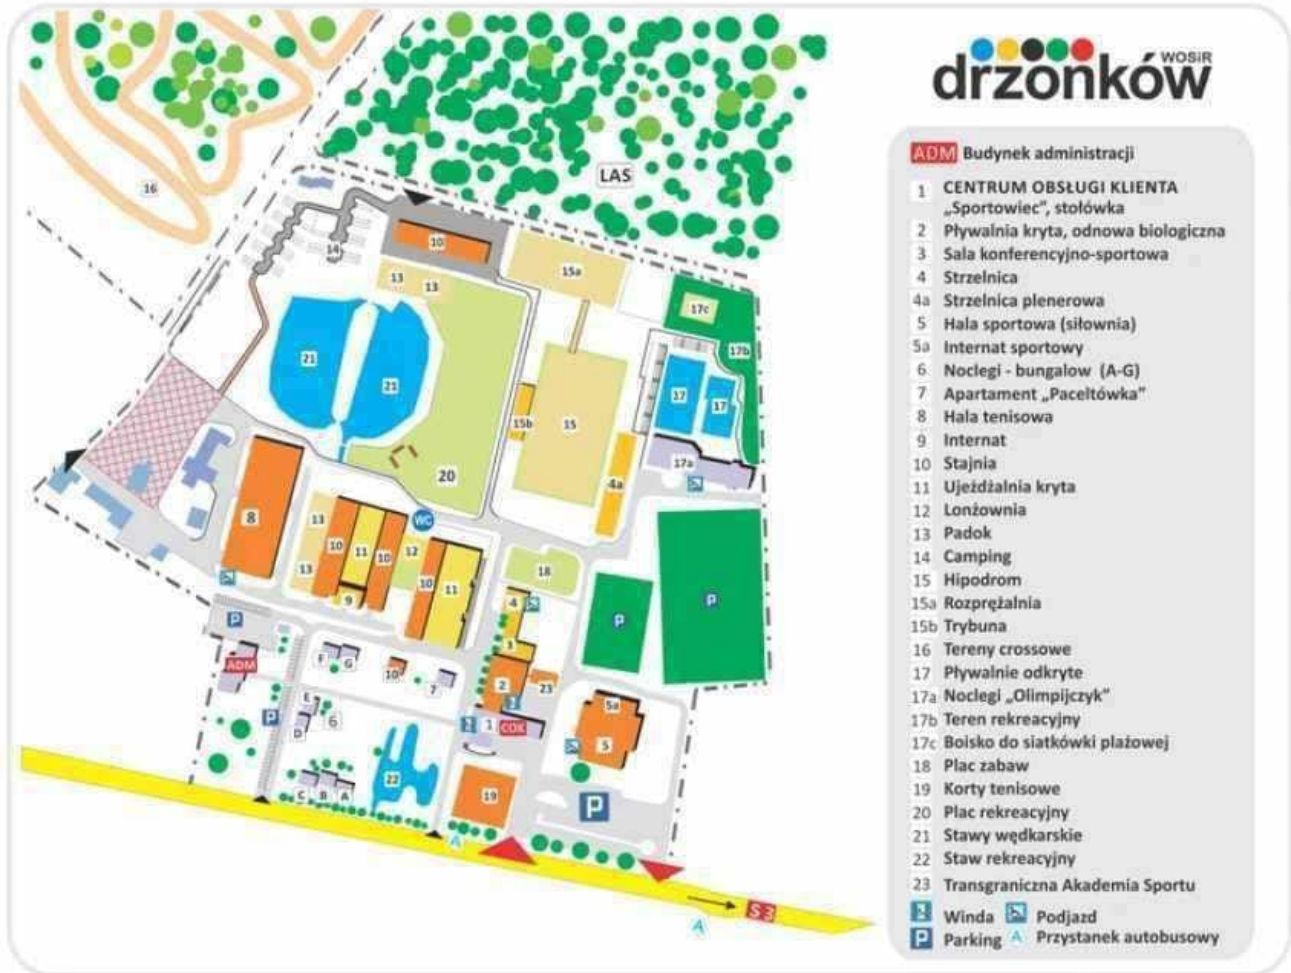 WOSiR
drzonków
ADM Budynek administracji
1 CENTRUM OBSŁUGI KLIENTA
„Sportowiec”, stołówka
2 Pływalnia kryta, odnowa biologiczna
3 Sala konferencyjno-sportowa
4 Strzelnica
4a Strzelnica plenerowa
5 Hala sportowa (siłownia)
5a Internat sportowy
6 Noclegi - bungalow (A-G)
7 Apartament „Paceltówka”
8 Hala tenisowa
9 Internat
10 Stajnia
11 Ujeżdżalnia kryta
12 Lonżownia
13 Padok
14 Camping
15 Hipodrom
15a Rozprężalnia
15b Trybuna
16 Tereny crossowe
17 Pływalnie odkryte
17a Noclegi „Olimpijczyk”
17b Teren rekreacyjny
17c Boisko do siatkówki plażowej
18 Plac zabaw
19 Korty tenisowe
20 Plac rekreacyjny
21 Stawy wędkarskie
22 Staw rekreacyjny
23 Transgraniczna Akademia Sportu
Winda Podjazd
P Parking A Przystanek autobusowy
LAS
16
14
10
15a
13
13
17c
17b
21
21
17
17
15b
15
17a
20
4a
8
13
10
11
10
12
WC
13
9
10
11
18
4
P
P
P
3
ADM
F
G
10
7
2
23
5a
E
6
P
D
1
COK
5
22
C
B
A
19
P
A
S3
A